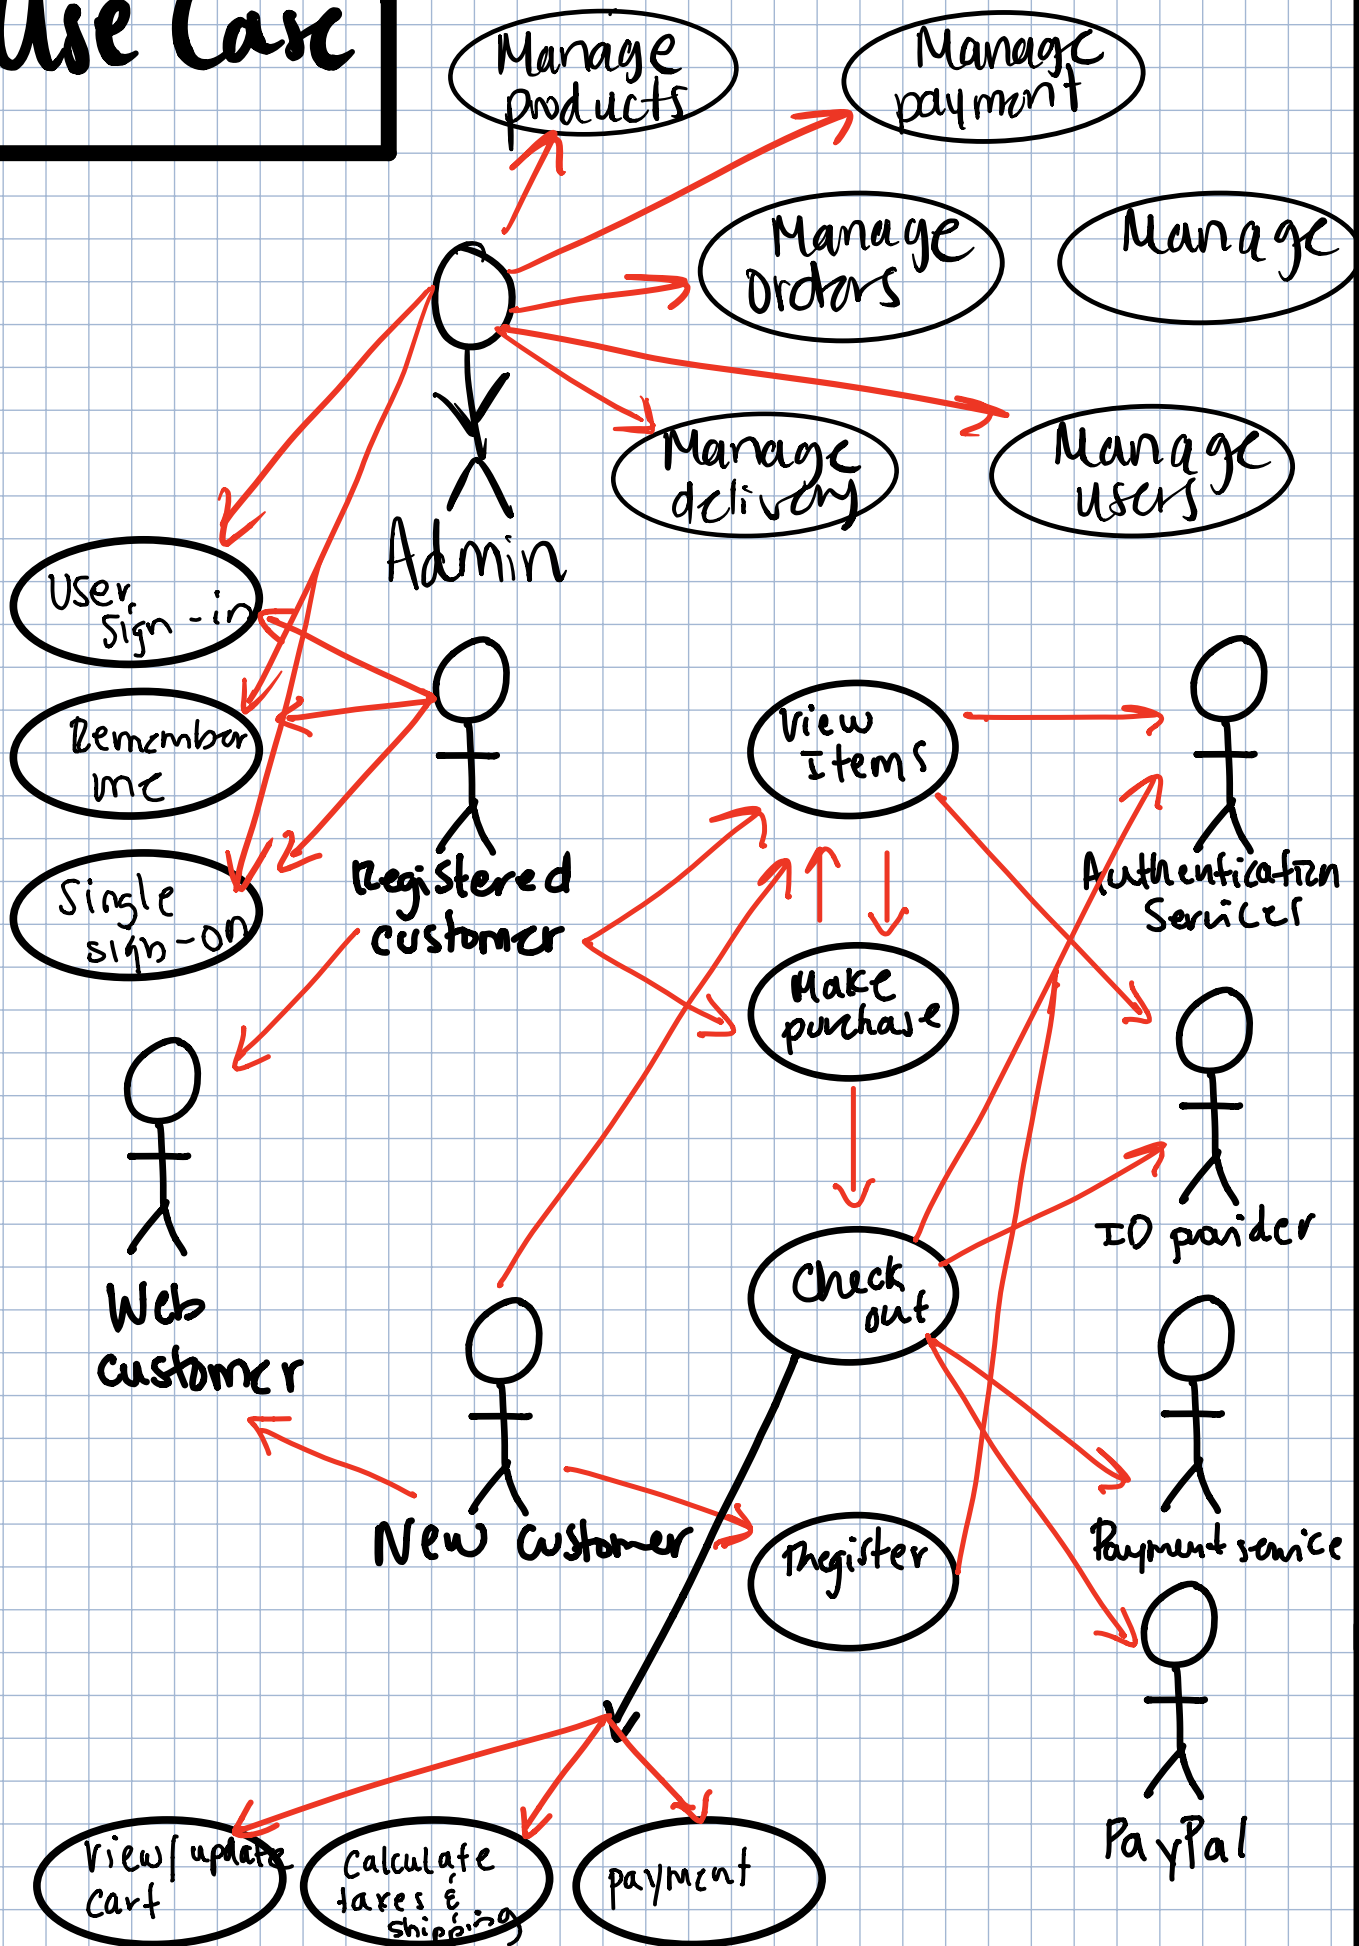 Use Case
Manage
products
Manage
payment
Manage
Orders
Manage
Manage
delivery
Manage
users
Admin
User
Sign-in
Remember
me
Single
sign-on
Registered
customer
View
Items
Authentication
Services
Make
purchase
ID provider
Web
customer
Check
out
New customer
Register
Payment service
PayPal
View/update
cart
Calculate
taxes &
shipping
payment